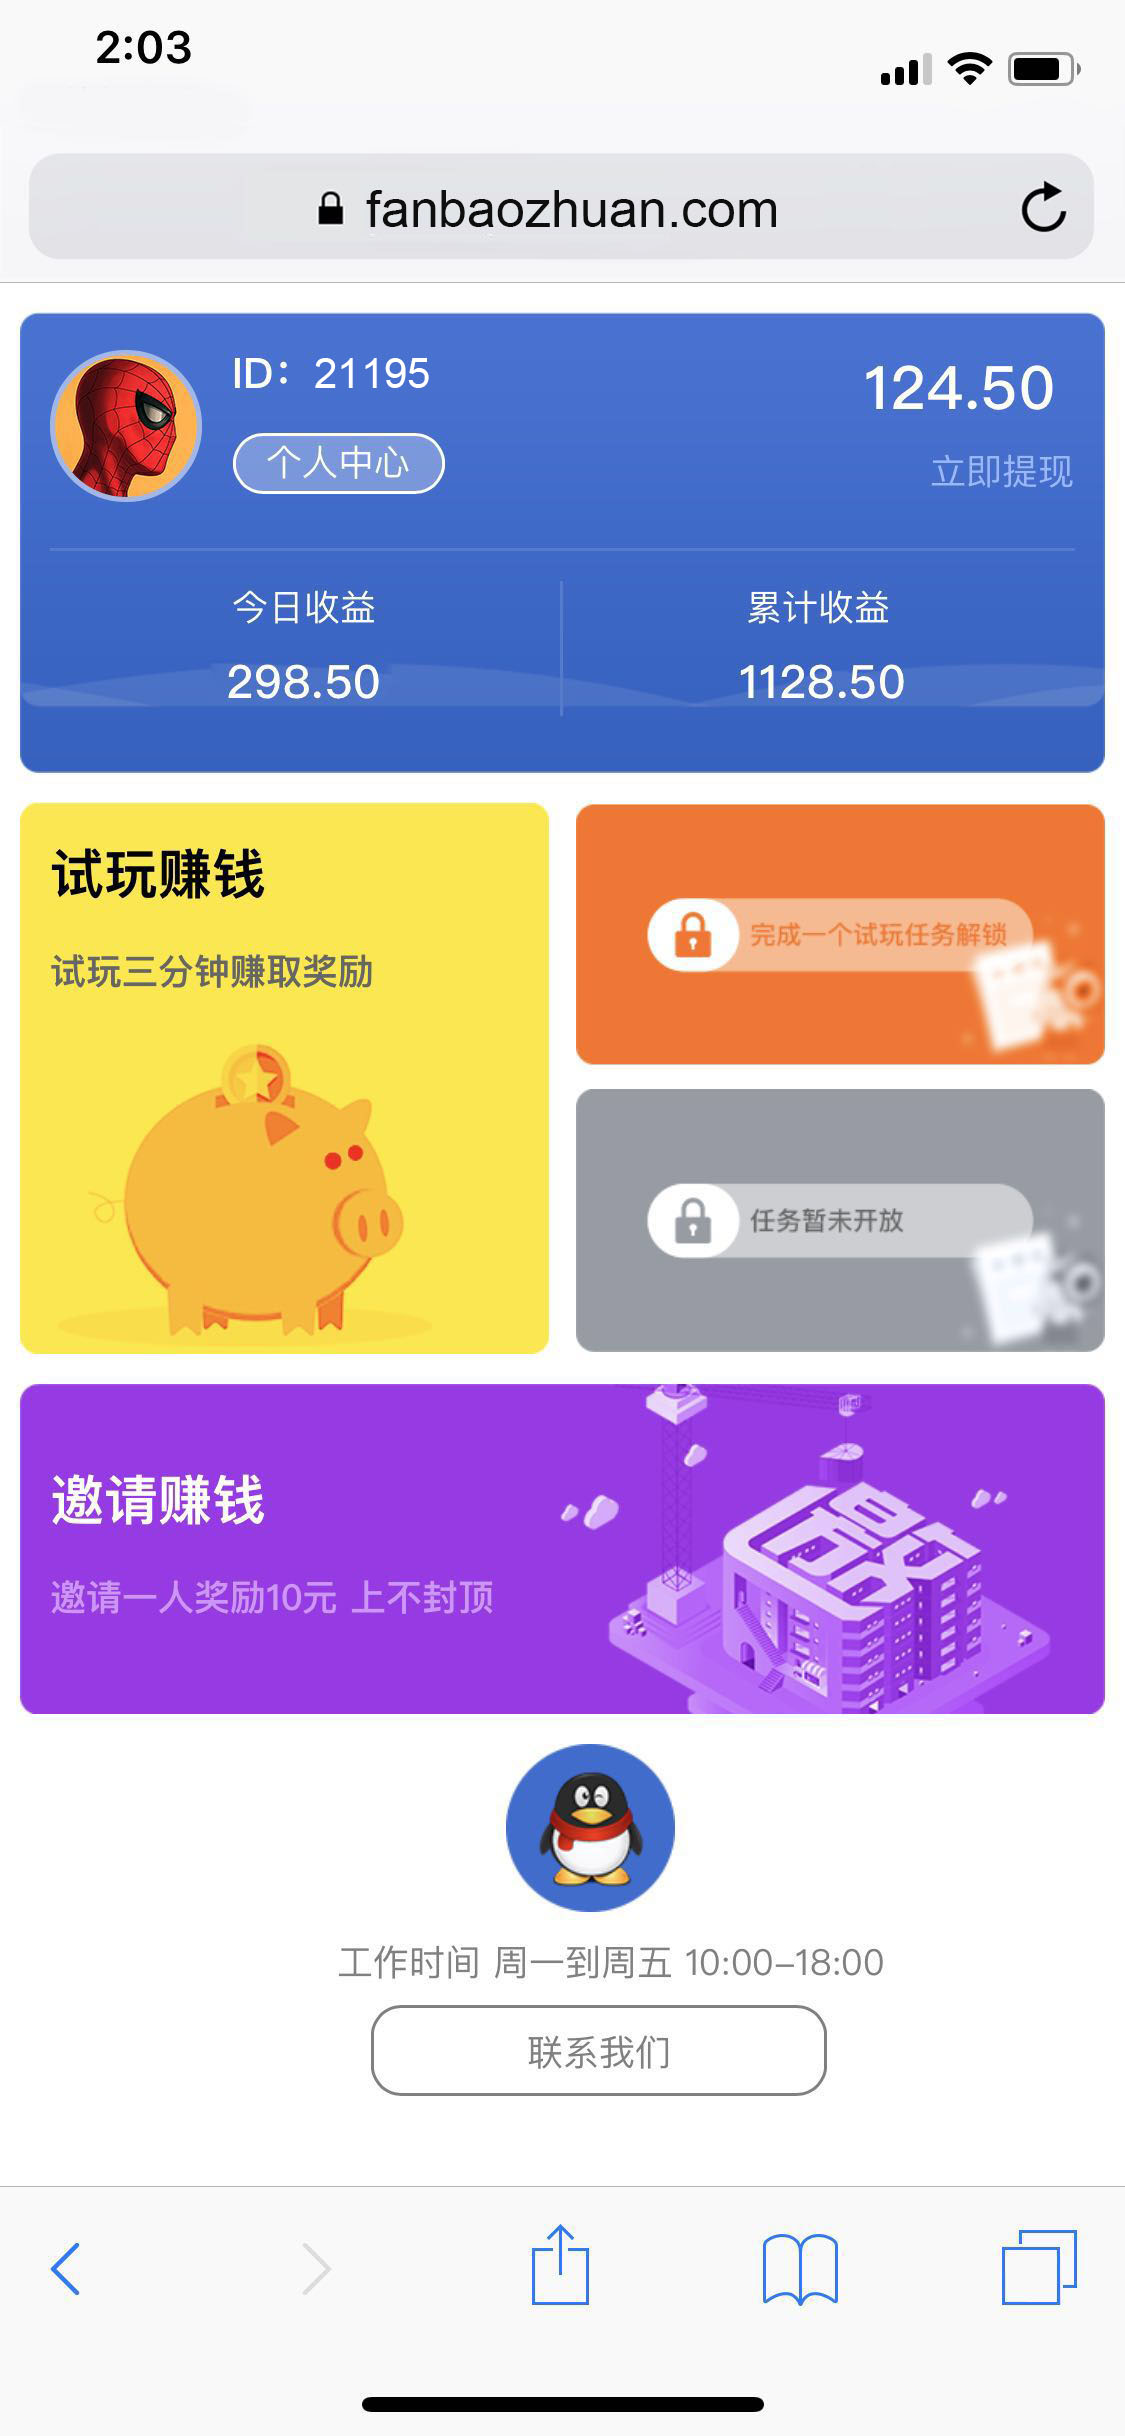 2:03
fanbaozhuan.com
ID：21195
124.50
个人中心
立即提现
今日收益
累计收益
298.50
1128.50
试玩赚钱
试玩三分钟赚取奖励
完成一个试玩任务解锁
任务暂未开放
邀请赚钱
邀请一人奖励10元 上不封顶
工作时间 周一到周五 10:00–18:00
联系我们